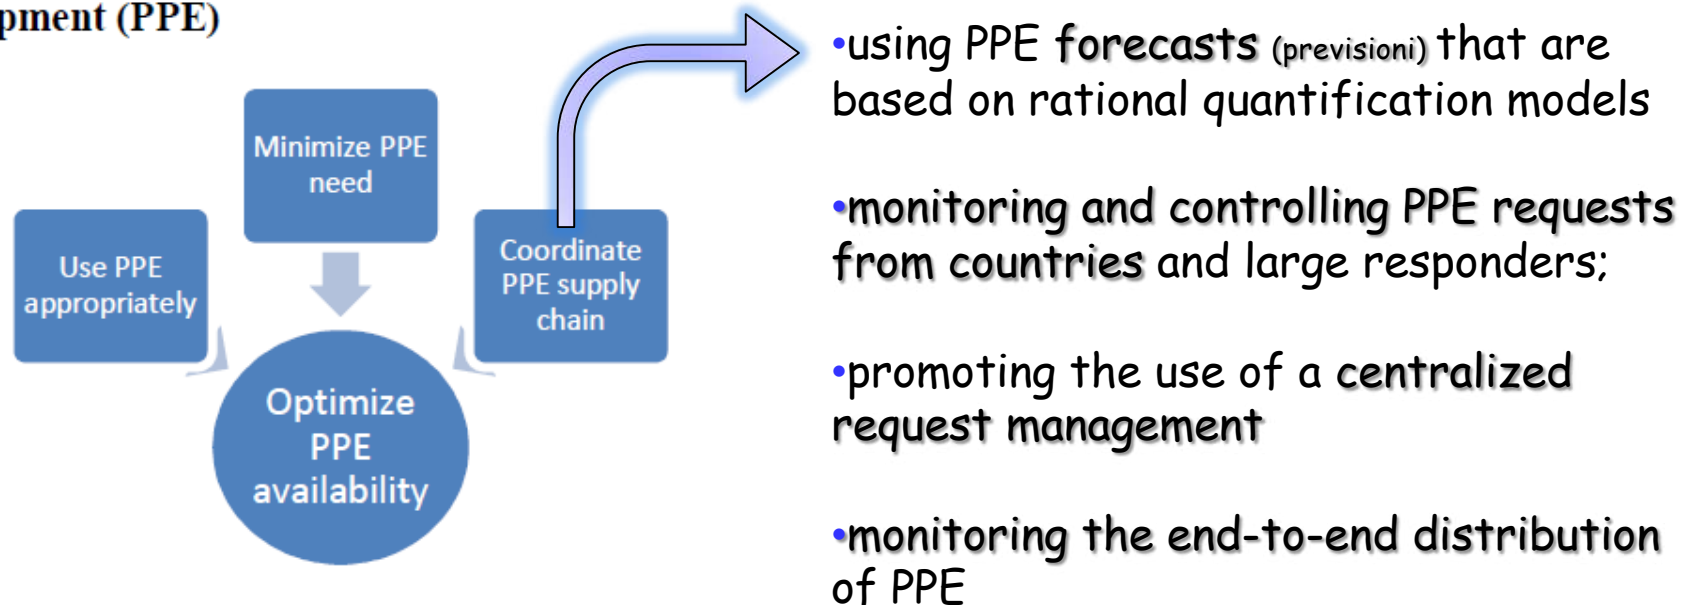 pment (PPE)
Minimize PPE
need
Use PPE
appropriately
Coordinate
PPE supply
chain
Optimize
PPE
availability
•using PPE forecasts (previsioni) that are
based on rational quantification models
•monitoring and controlling PPE requests
from countries and large responders;
•promoting the use of a centralized
request management
•monitoring the end-to-end distribution
of PPE